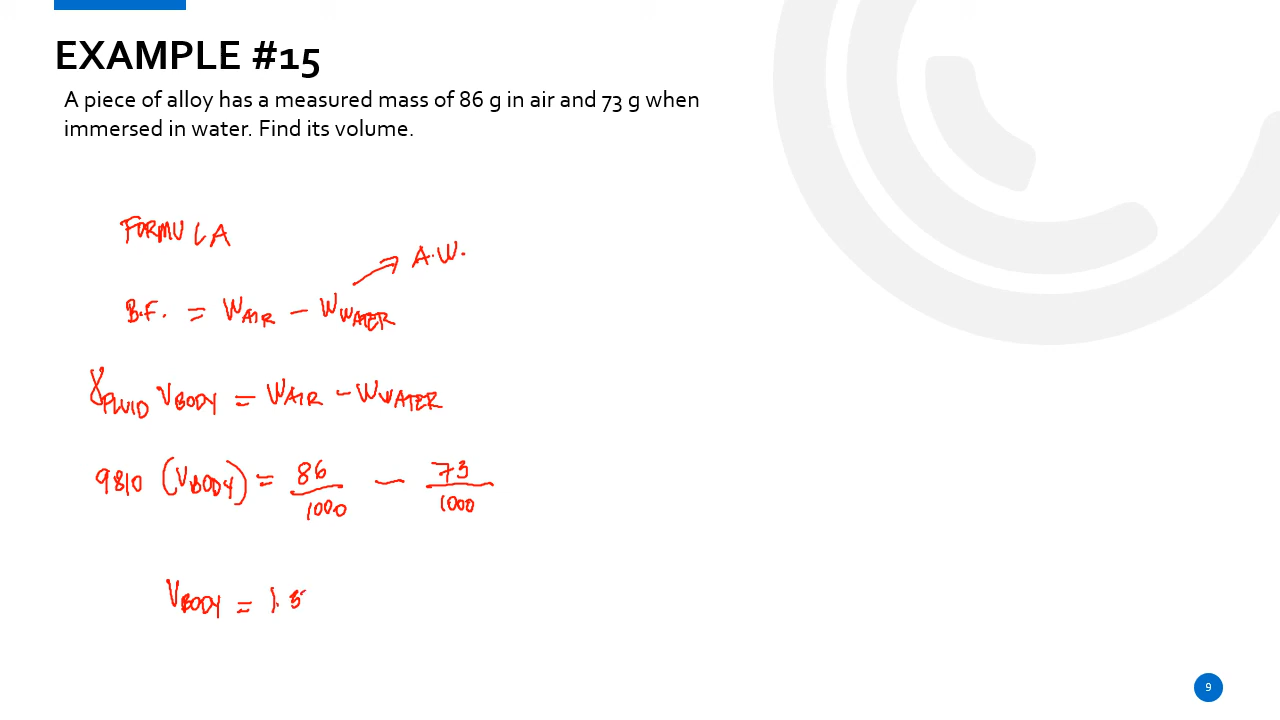 EXAMPLE #15
A piece of alloy has a measured mass of 86 g in air and 73 g when
immersed in water. Find its volume.
FORMULA
A.W.
B.F. = WAIR - WWATER
γFLUID VBODY = WAIR - WWATER
9810 (VBODY) = 86/1000 - 73/1000
VBODY = 1.3
9